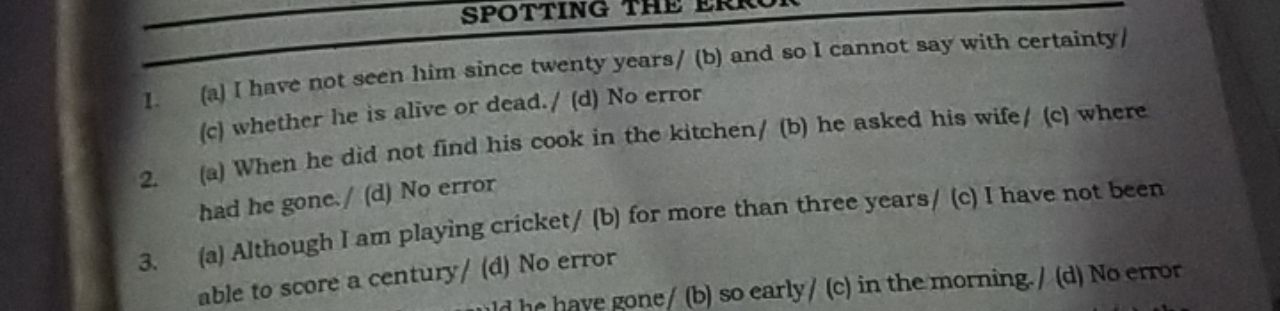 SPOTTING THE ERROR
1. (a) I have not seen him since twenty years/ (b) and so I cannot say with certainty/
(c) whether he is alive or dead./ (d) No error
2. (a) When he did not find his cook in the kitchen/ (b) he asked his wife/ (c) where
had he gone./ (d) No error
3. (a) Although I am playing cricket/ (b) for more than three years/ (c) I have not been
able to score a century/ (d) No error
he have gone/ (b) so early/ (c) in the morning./ (d) No error